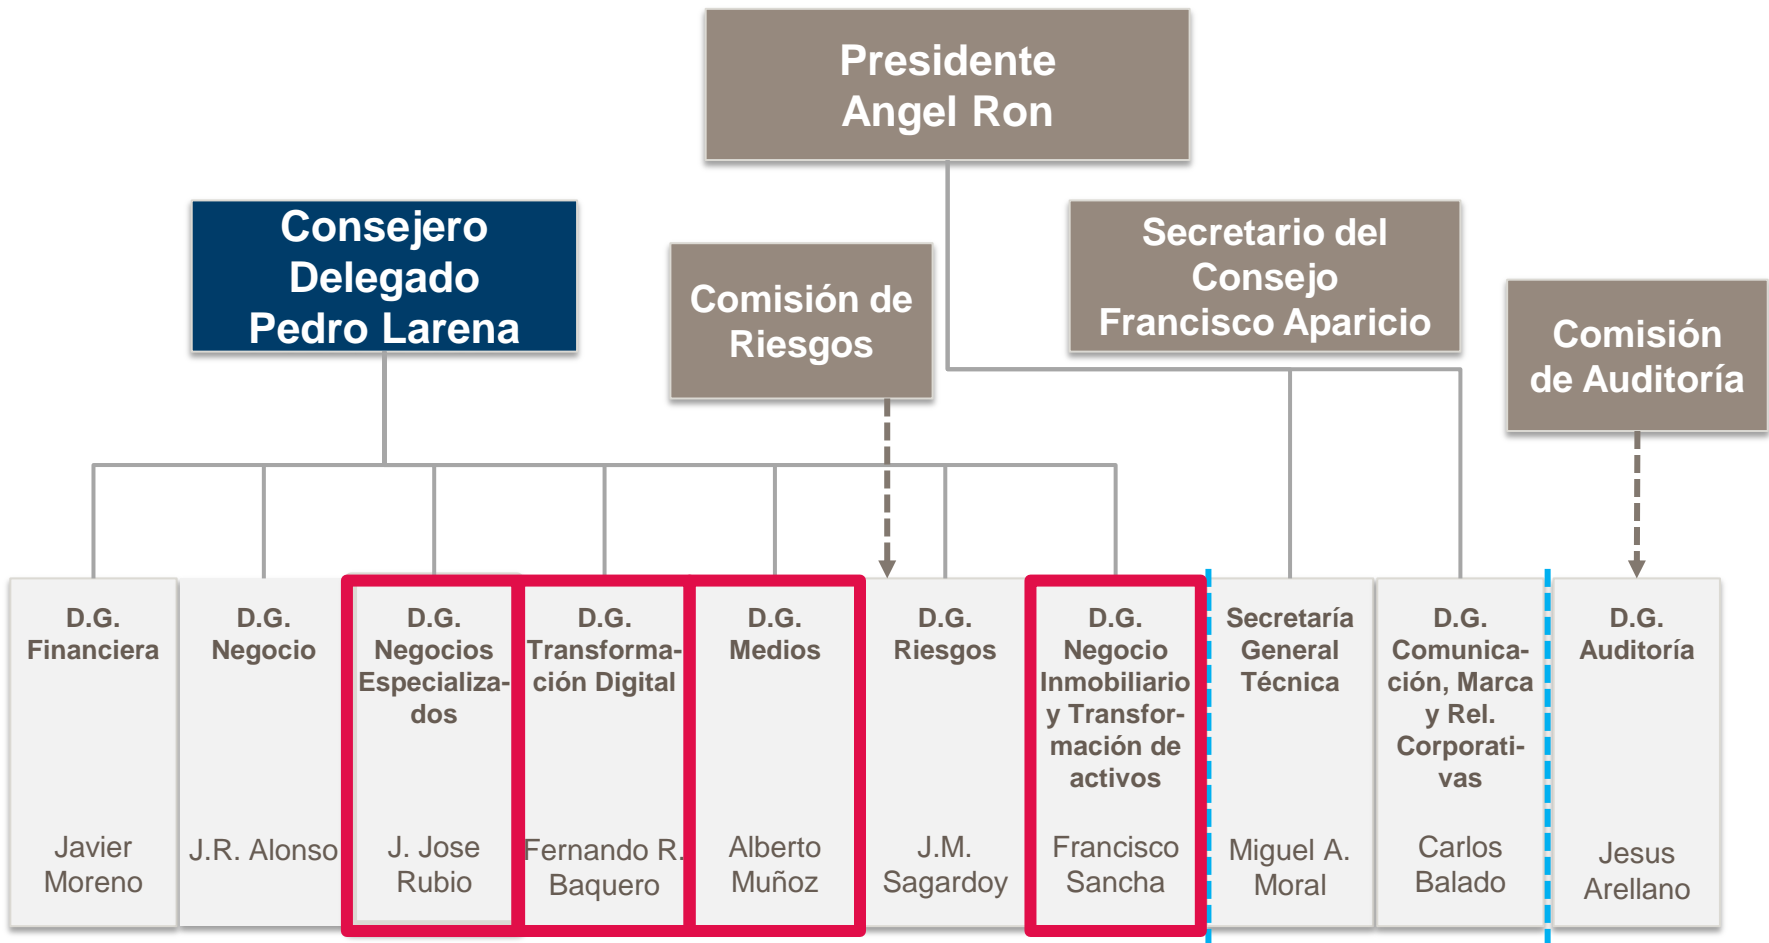 Presidente
Angel Ron
Consejero
Delegado
Pedro Larena
Comisión de
Riesgos
Secretario del
Consejo
Francisco Aparicio
Comisión
de Auditoría
D.G.
Financiera
Javier
Moreno
D.G.
Negocio
J.R. Alonso
D.G.
Negocios
Especializa-
dos
J. Jose
Rubio
D.G.
Transforma-
ción Digital
Fernando R.
Baquero
D.G.
Medios
Alberto
Muñoz
D.G.
Riesgos
J.M.
Sagardoy
D.G.
Negocio
Inmobiliario
y Transfor-
mación de
activos
Francisco
Sancha
Secretaría
General
Técnica
Miguel A.
Moral
D.G.
Comunica-
ción, Marca
y Rel.
Corporati-
vas
Carlos
Balado
D.G.
Auditoría
Jesus
Arellano